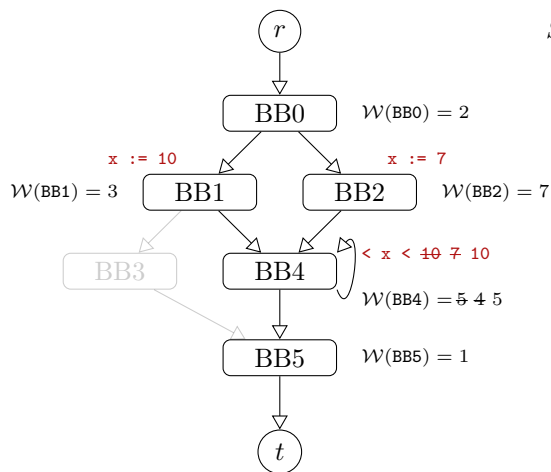 r
BB0
𝒲(BB0) = 2
x := 10
x := 7
𝒲(BB1) = 3
BB1
BB2
𝒲(BB2) = 7
BB3
BB4
< x < 10 7 10
𝒲(BB4) = 5 4 5
BB5
𝒲(BB5) = 1
t